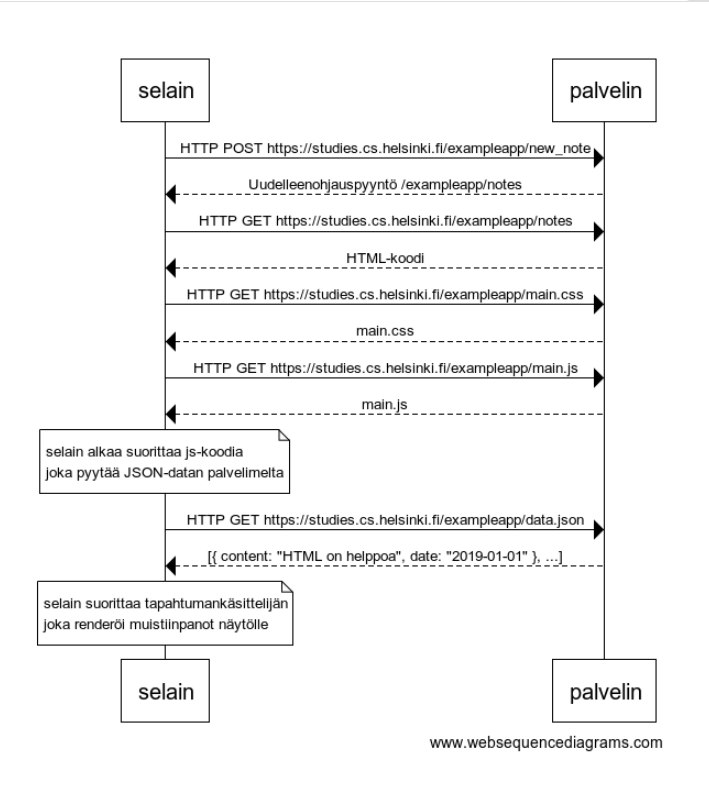 selain palvelin
HTTP POST https://studies.cs.helsinki.fi/exampleapp/new_note
Uudelleenohjauspyyntö /exampleapp/notes
HTTP GET https://studies.cs.helsinki.fi/exampleapp/notes
HTML-koodi
HTTP GET https://studies.cs.helsinki.fi/exampleapp/main.css
main.css
HTTP GET https://studies.cs.helsinki.fi/exampleapp/main.js
main.js
selain alkaa suorittaa js-koodia
joka pyytää JSON-datan palvelimelta
HTTP GET https://studies.cs.helsinki.fi/exampleapp/data.json
[{ content: "HTML on helppoa", date: "2019-01-01" }, ...]
selain suorittaa tapahtumankäsittelijän
joka renderöi muistiinpanot näytölle
selain palvelin
www.websequencediagrams.com